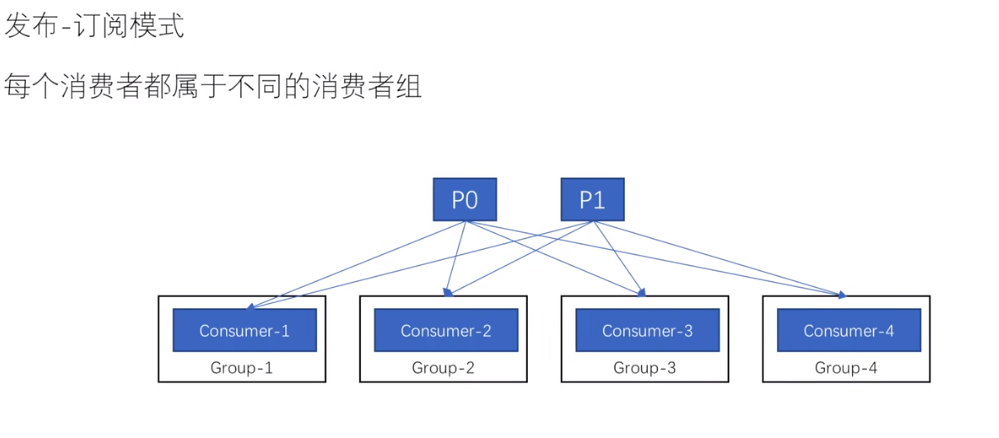 发布-订阅模式
每个消费者都属于不同的消费者组
P0 P1
Consumer-1 Consumer-2 Consumer-3 Consumer-4
Group-1 Group-2 Group-3 Group-4